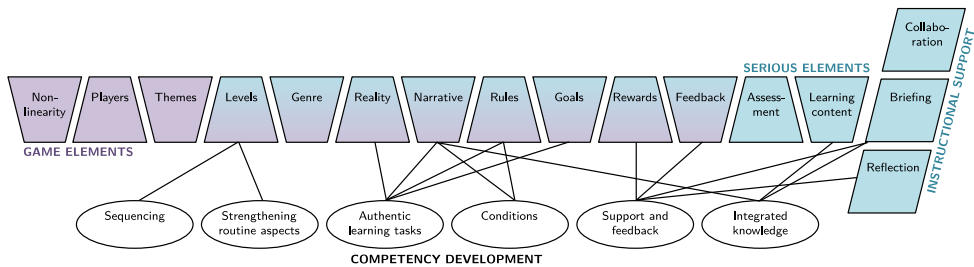 Collabo-
ration
SERIOUS ELEMENTS
INSTRUCTIONAL SUPPORT
Non-
linearity
Players
Themes
Levels
Genre
Reality
Narrative
Rules
Goals
Rewards
Feedback
Assess-
ment
Learning
content
Briefing
GAME ELEMENTS
Reflection
Sequencing
Strengthening
routine aspects
Authentic
learning tasks
Conditions
Support and
feedback
Integrated
knowledge
COMPETENCY DEVELOPMENT